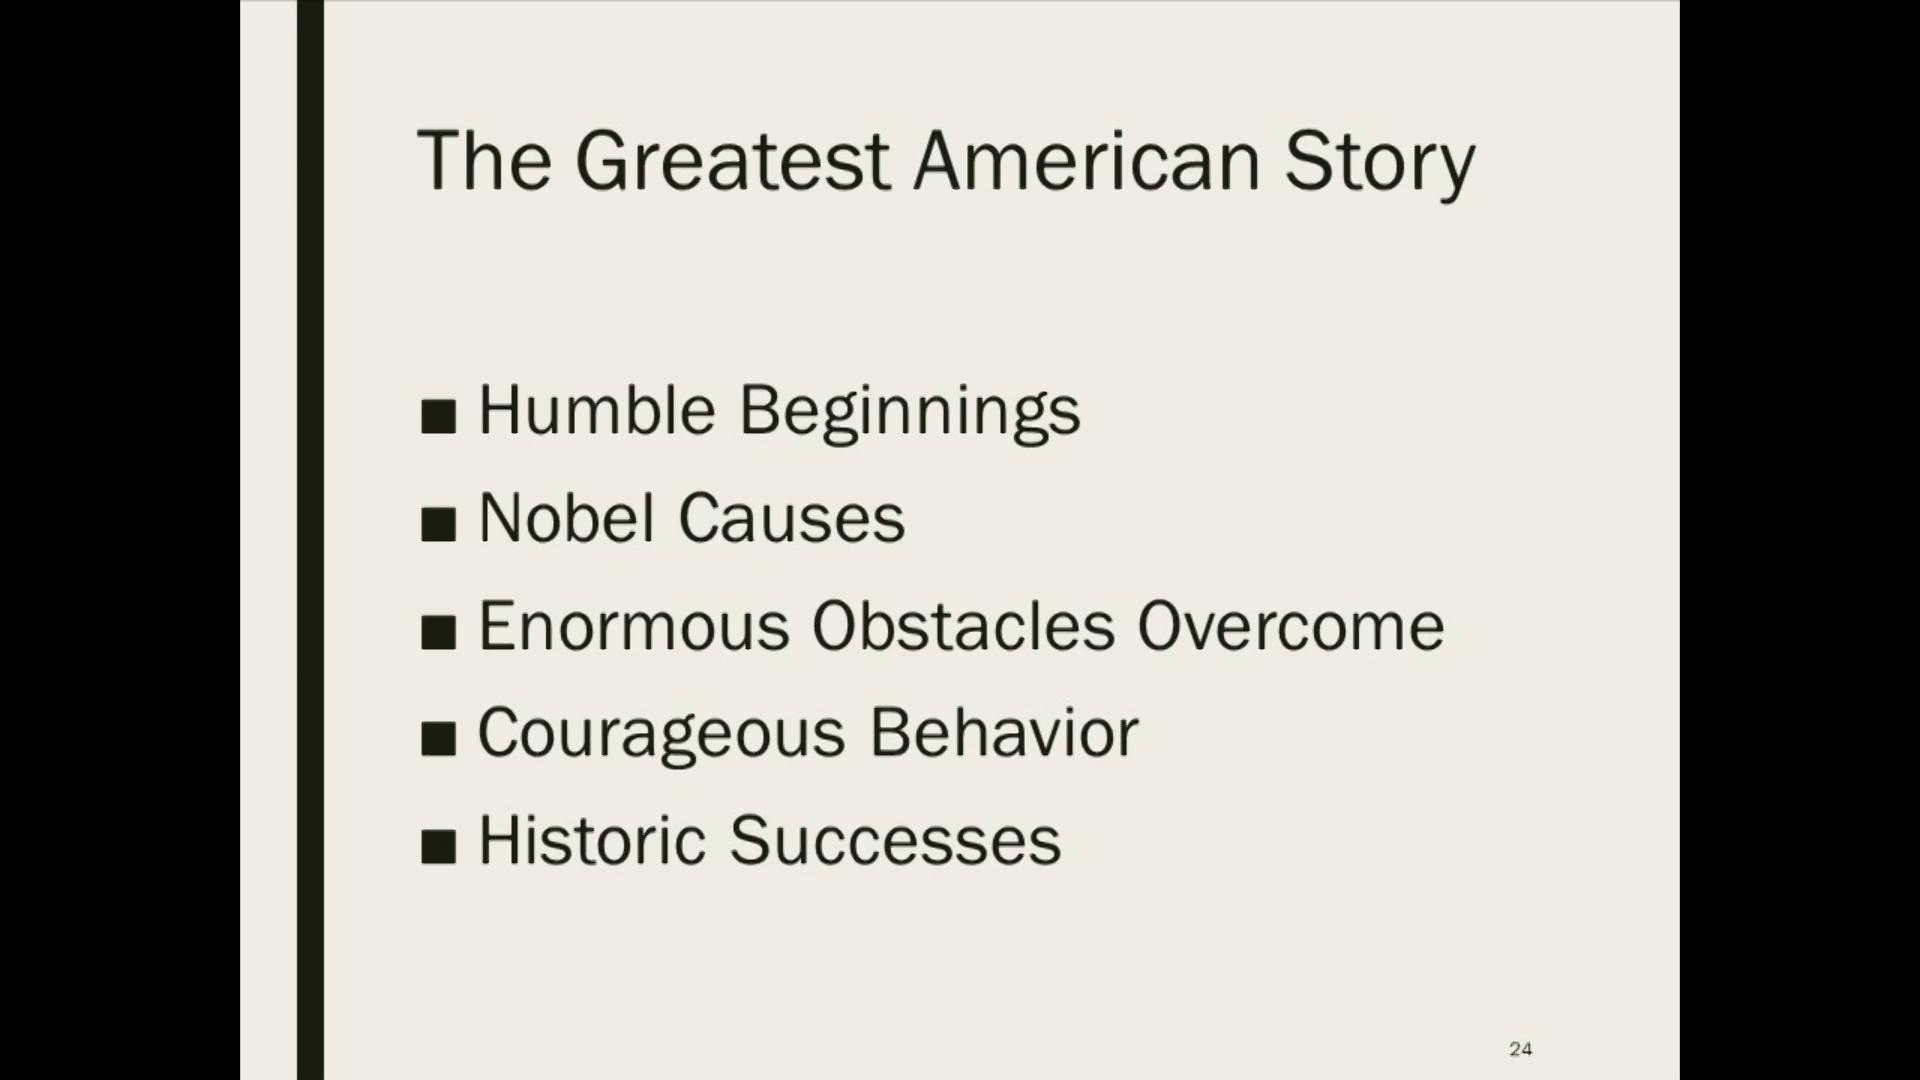 The Greatest American Story
■ Humble Beginnings
■ Nobel Causes
■ Enormous Obstacles Overcome
■ Courageous Behavior
■ Historic Successes
24